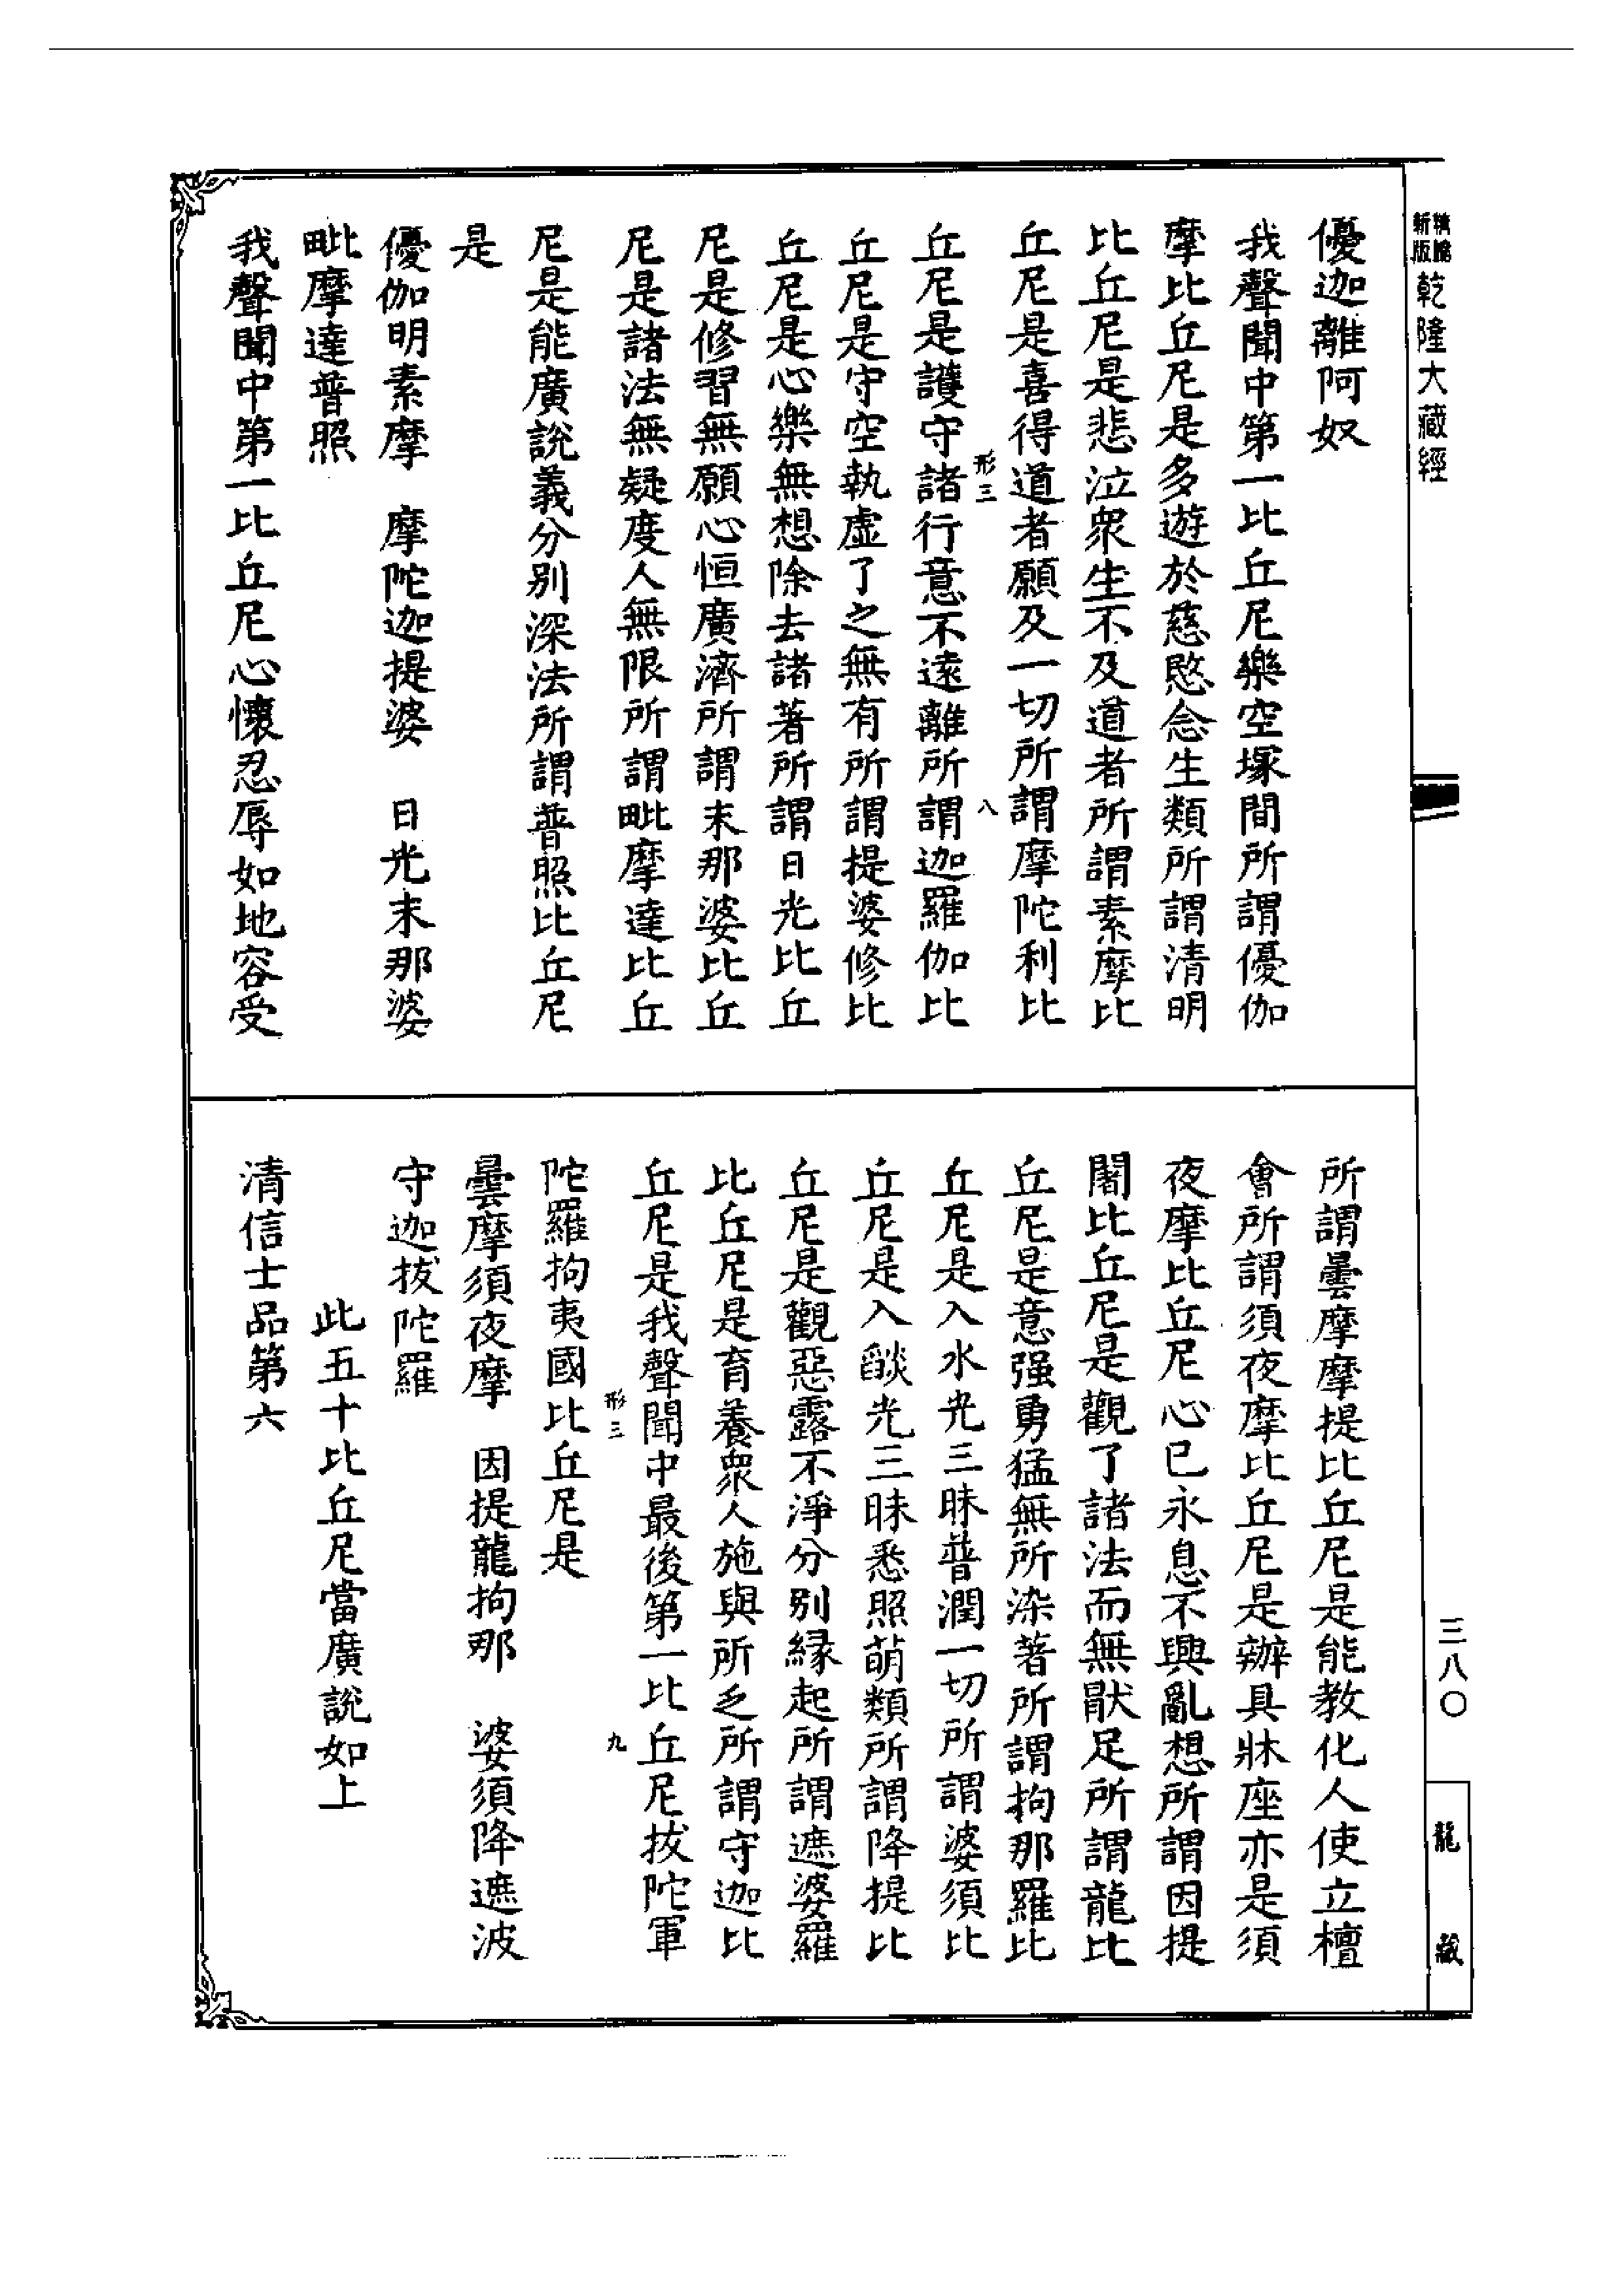 精縮新版
乾隆大藏經
優迦離阿奴
我聲聞中第一比丘尼樂空塚間所謂優伽
摩比丘尼是多遊於慈愍念生類所謂清明
比丘尼是悲泣衆生不及道者所謂素摩比
丘尼是喜得道者願及一切所謂摩陀利比
形三
八
丘尼是護守諸行意不遠離所謂迦羅伽比
丘尼是守空執虛了之無有所謂提婆修比
丘尼是心樂無想除去諸著所謂日光比丘
尼是修習無願心恒廣濟所謂末那婆比丘
尼是諸法無疑度人無限所謂毗摩達比丘
尼是能廣說義分別深法所謂普照比丘尼
是
優伽明素摩 摩陀迦提婆 日光末那婆
毗摩達普照
我聲聞中第一比丘尼心懷忍辱如地容受
所謂曇摩摩提比丘尼是能教化人使立檀
會所謂須夜摩比丘尼是辦具牀座亦是須
夜摩比丘尼心已永息不興亂想所謂因提
闍比丘尼是觀了諸法而無猒足所謂龍比
丘尼是意强勇猛無所染著所謂拘那羅比
丘尼是入水光三昧普潤一切所謂婆須比
丘尼是入燄光三昧悉照萌類所謂降提比
丘尼是觀惡露不淨分別緣起所謂遮婆羅
比丘尼是育養衆人施與所乏所謂守迦比
丘尼是我聲聞中最後第一比丘尼拔陀軍
形三
九
陀羅拘夷國比丘尼是
曇摩須夜摩 因提龍拘那 婆須降遮波
守迦拔陀羅
此五十比丘尼當廣說如上
清信士品第六
三八〇
龍藏